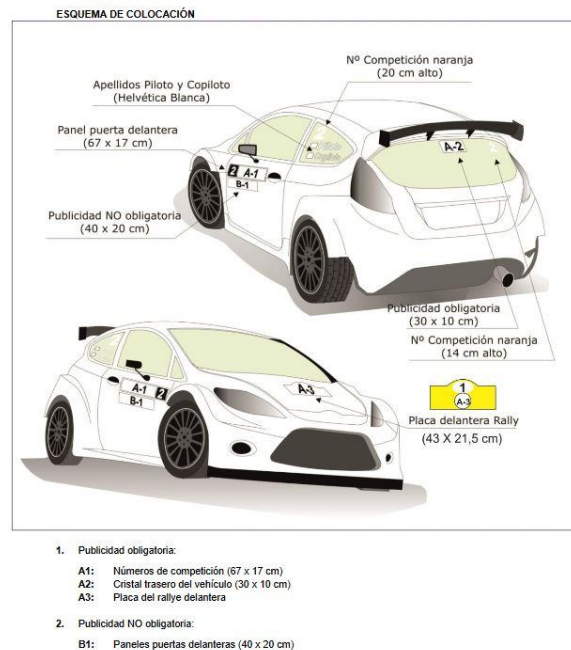 ESQUEMA DE COLOCACIÓN
Nº Competición naranja
(20 cm alto)
Apellidos Piloto y Copiloto
(Helvética Blanca)
Panel puerta delantera
(67 x 17 cm)
2
Piloto
Copiloto
A-2
2
2 A-1
B-1
Publicidad NO obligatoria
(40 x 20 cm)
Publicidad obligatoria
(30 x 10 cm)
Nº Competición naranja
(14 cm alto)
A-1 2
B-1
A-3
1
A-3
Placa delantera Rally
(43 X 21,5 cm)
1. Publicidad obligatoria:
A1: Números de competición (67 x 17 cm)
A2: Cristal trasero del vehículo (30 x 10 cm)
A3: Placa del rallye delantera
2. Publicidad NO obligatoria:
B1: Paneles puertas delanteras (40 x 20 cm)